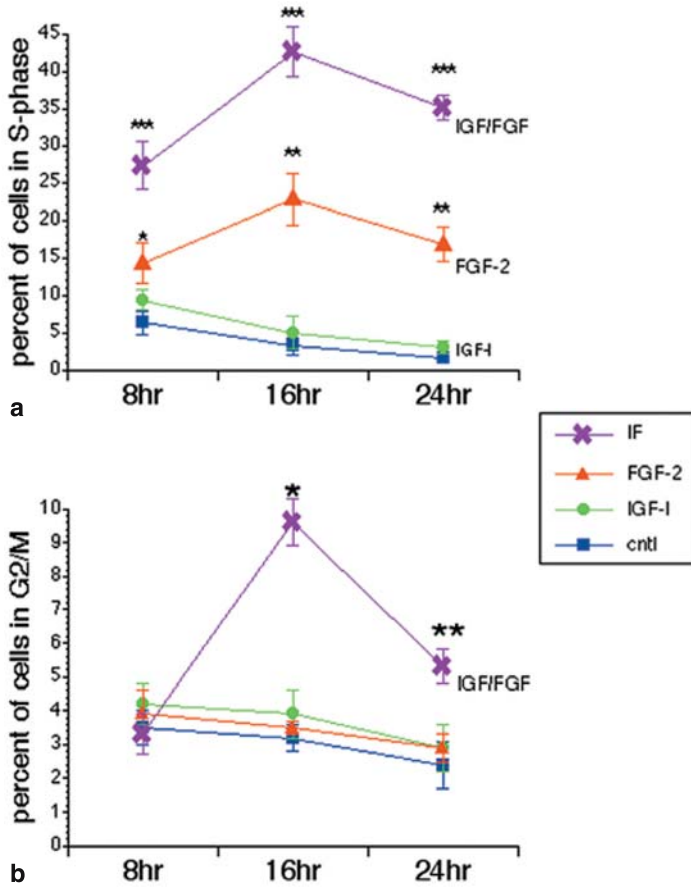 percent of cells in S-phase
45
40
35
30
25
20
15
10
5
0
***
***
***
*
**
**
IGF/FGF
FGF-2
IGF-I
8hr
16hr
24hr
a
IF
FGF-2
IGF-I
cntl
percent of cells in G2/M
10
9
8
7
6
5
4
3
2
1
0
*
**
IGF/FGF
8hr
16hr
24hr
b